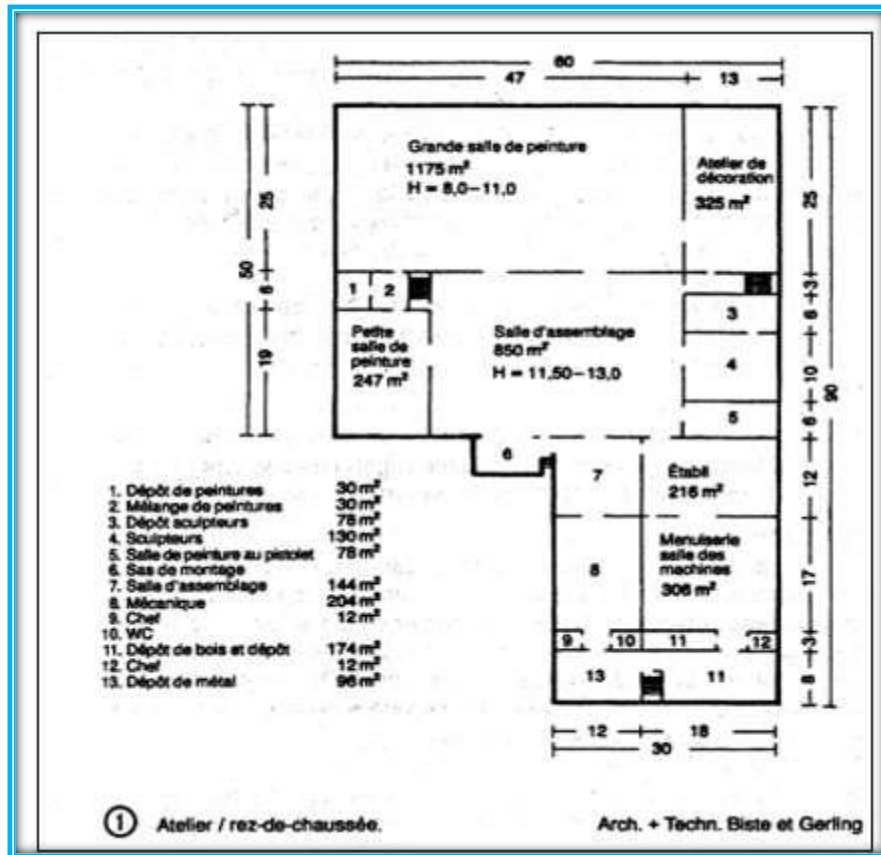 60
47
13
Grande salle de peinture
1175 m²
H = 8,0–11,0
Atelier de
décoration
325 m²
25
6
19
50
1
2
Petite
salle de
peinture
247 m²
Salle d'assemblage
850 m²
H = 11,50–13,0
3
4
5
25
3
6
10
6
12
17
3
8
90
6
7
Établi
216 m²
8
Menuiserie
salle des
machines
306 m²
9
10
11
12
13
11
12
18
30
1. Dépôt de peintures 30 m²
2. Mélange de peintures 30 m²
3. Dépôt sculpteurs 78 m²
4. Sculpteurs 130 m²
5. Salle de peinture au pistolet 78 m²
6. Sas de montage
7. Salle d'assemblage 144 m²
8. Mécanique 204 m²
9. Chef 12 m²
10. WC
11. Dépôt de bois et dépôt 174 m²
12. Chef 12 m²
13. Dépôt de métal 96 m²
1 Atelier / rez-de-chaussée.
Arch. + Techn. Biste et Gerling